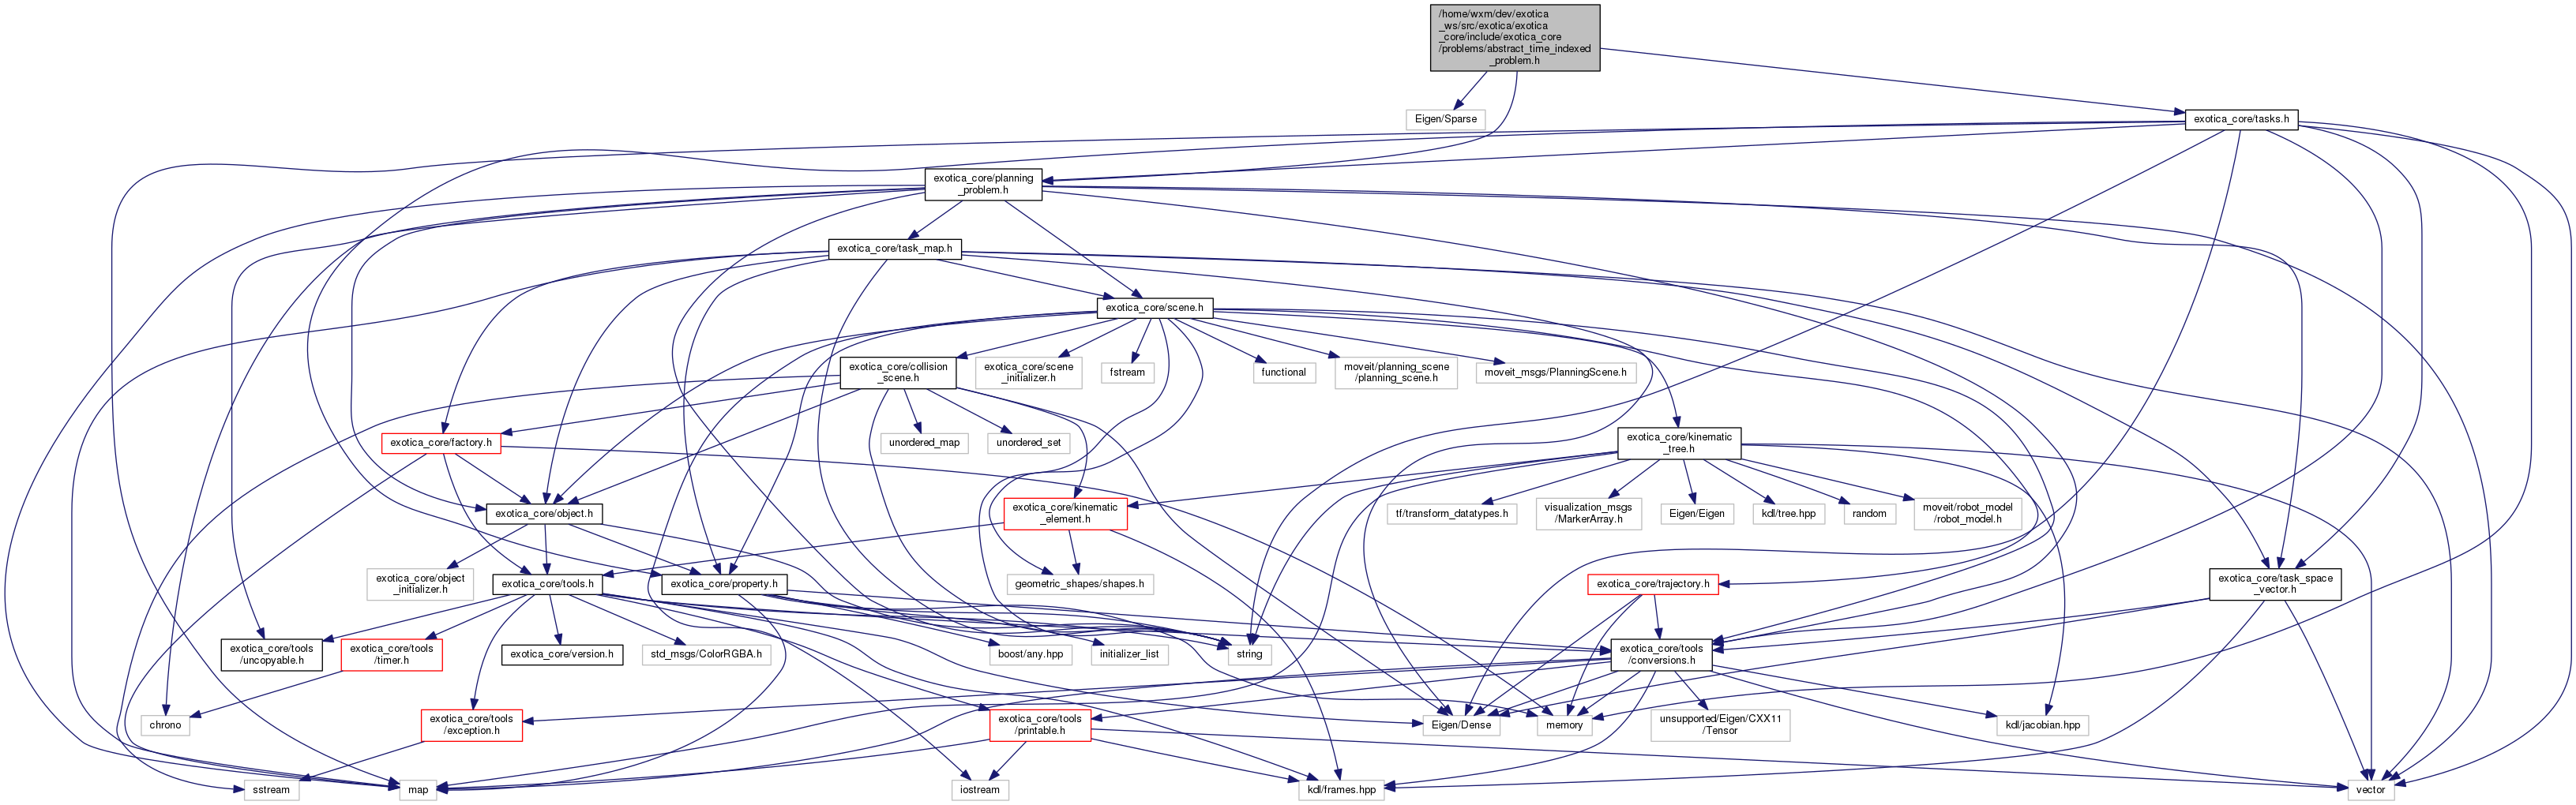 /home/wxm/dev/exotica
_ws/src/exotica/exotica
_core/include/exotica_core
/problems/abstract_time_indexed
_problem.h
Eigen/Sparse
exotica_core/tasks.h
exotica_core/planning
_problem.h
exotica_core/task_map.h
exotica_core/scene.h
exotica_core/collision
_scene.h
exotica_core/scene
_initializer.h
fstream
functional
moveit/planning_scene
/planning_scene.h
moveit_msgs/PlanningScene.h
exotica_core/factory.h
unordered_map
unordered_set
exotica_core/kinematic
_tree.h
exotica_core/object.h
exotica_core/kinematic
_element.h
tf/transform_datatypes.h
visualization_msgs
/MarkerArray.h
Eigen/Eigen
kdl/tree.hpp
random
moveit/robot_model
/robot_model.h
exotica_core/object
_initializer.h
exotica_core/tools.h
exotica_core/property.h
geometric_shapes/shapes.h
exotica_core/trajectory.h
exotica_core/task_space
_vector.h
exotica_core/tools
/uncopyable.h
exotica_core/tools
/timer.h
exotica_core/version.h
std_msgs/ColorRGBA.h
boost/any.hpp
initializer_list
string
exotica_core/tools
/conversions.h
chrono
exotica_core/tools
/exception.h
exotica_core/tools
/printable.h
Eigen/Dense
memory
unsupported/Eigen/CXX11
/Tensor
kdl/jacobian.hpp
sstream
map
iostream
kdl/frames.hpp
vector